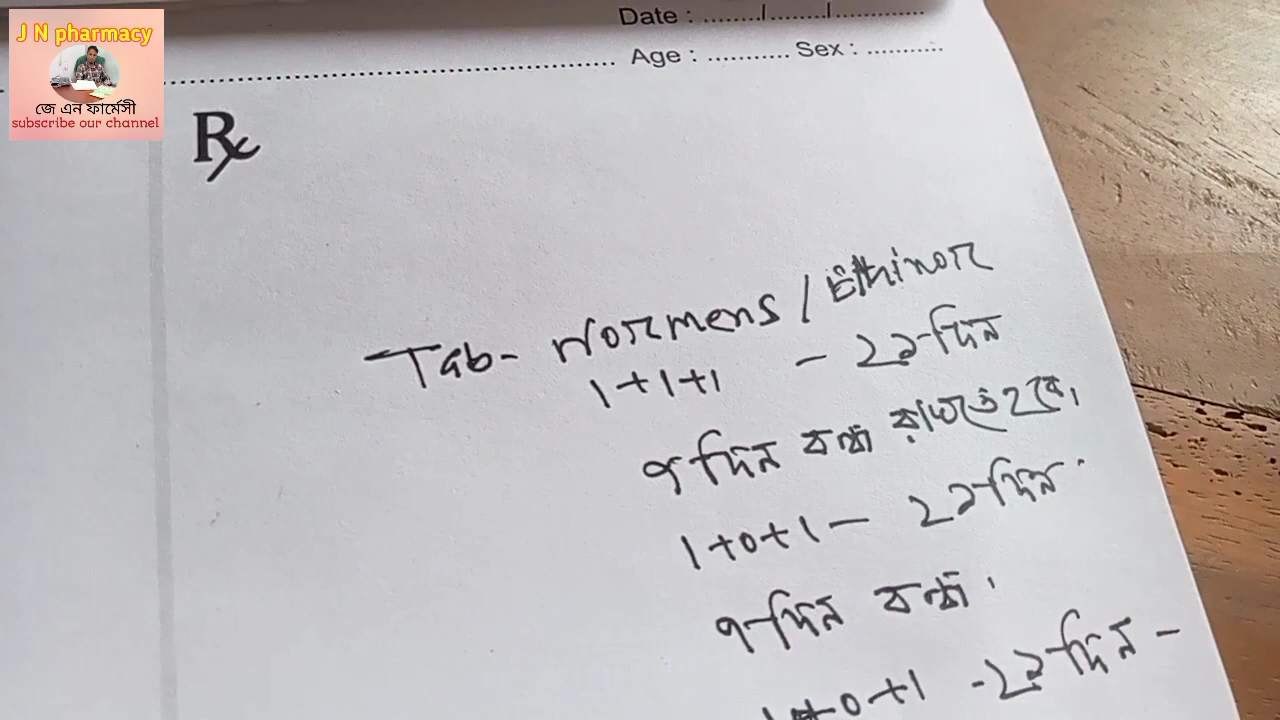 J N pharmacy
জে এন ফার্মেসী
subscribe our channel
Date : ......../......../............
Age : ........... Sex : ...........
Rx
Tab- Normens / Ethinor
1+1+1 - ২১-দিন
৭ দিন বন্ধ রাখতে হবে।
1+0+1 - ২১-দিন
৭-দিন বন্ধ।
1+0+1 - ২১-দিন -